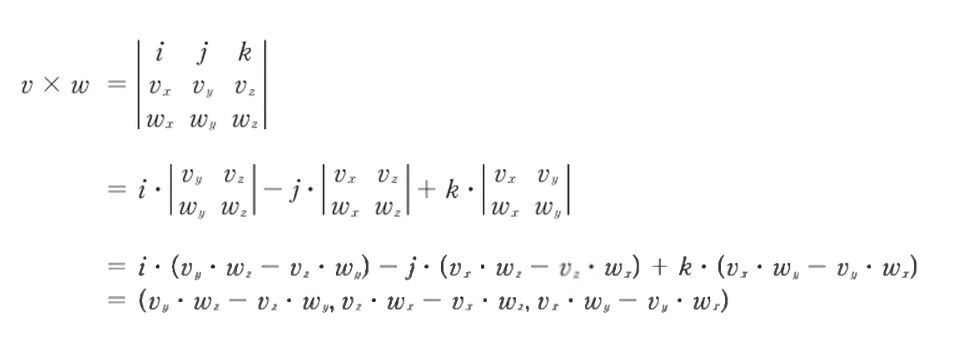 v × w = | i j k |
| v_x v_y v_z |
| w_x w_y w_z |
= i · | v_y v_z | − j · | v_x v_z | + k · | v_x v_y |
| w_y w_z | | w_x w_z | | w_x w_y |
= i · (v_y · w_z − v_z · w_y) − j · (v_x · w_z − v_z · w_x) + k · (v_x · w_y − v_y · w_x)
= (v_y · w_z − v_z · w_y, v_z · w_x − v_x · w_z, v_x · w_y − v_y · w_x)